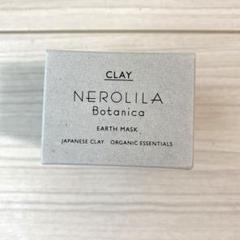 CLAY
NEROLILA
Botanica
EARTH MASK
JAPANESE CLAY ORGANIC ESSENTIALS